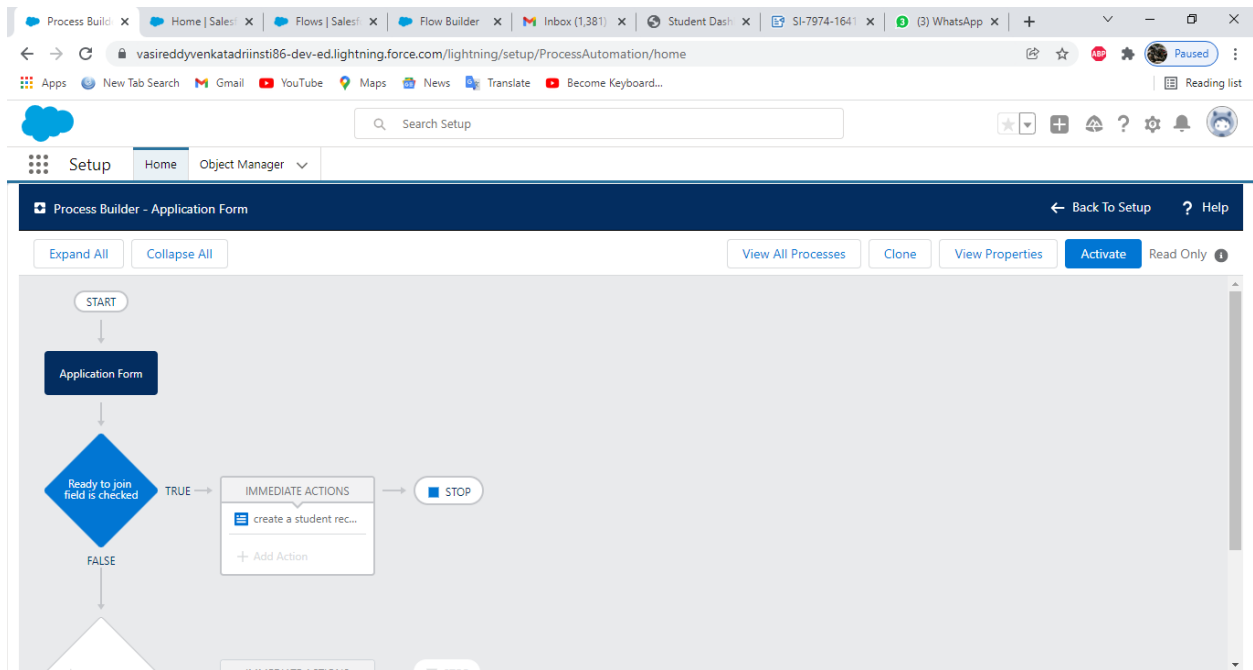 Process Build
Home | Salesf
Flows | Salesf
Flow Builder
Inbox (1,381)
Student Dash
SI-7974-1641
(3) WhatsApp
vasireddyvenkatadriinsti86-dev-ed.lightning.force.com/lightning/setup/ProcessAutomation/home
ABP
Paused
Apps
New Tab Search
Gmail
YouTube
Maps
News
Translate
Become Keyboard...
Reading list
Search Setup
Setup
Home
Object Manager
Process Builder - Application Form
Back To Setup
? Help
Expand All
Collapse All
View All Processes
Clone
View Properties
Activate
Read Only
START
Application Form
Ready to join
field is checked
TRUE
IMMEDIATE ACTIONS
STOP
create a student rec...
+ Add Action
FALSE